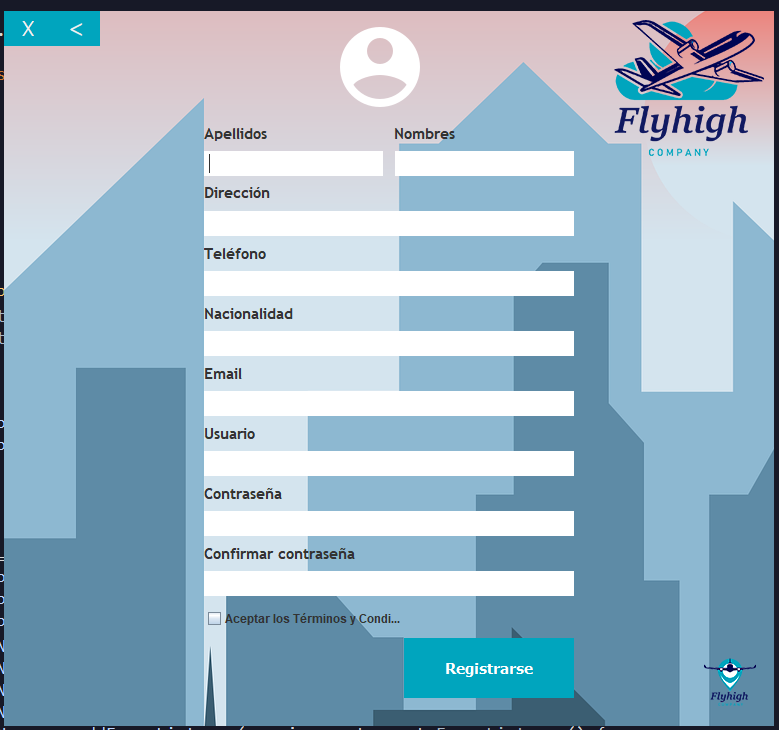 X <
Flyhigh
COMPANY
Apellidos Nombres
Dirección
Teléfono
Nacionalidad
Email
Usuario
Contraseña
Confirmar contraseña
Aceptar los Términos y Condi...
Registrarse
Flyhigh